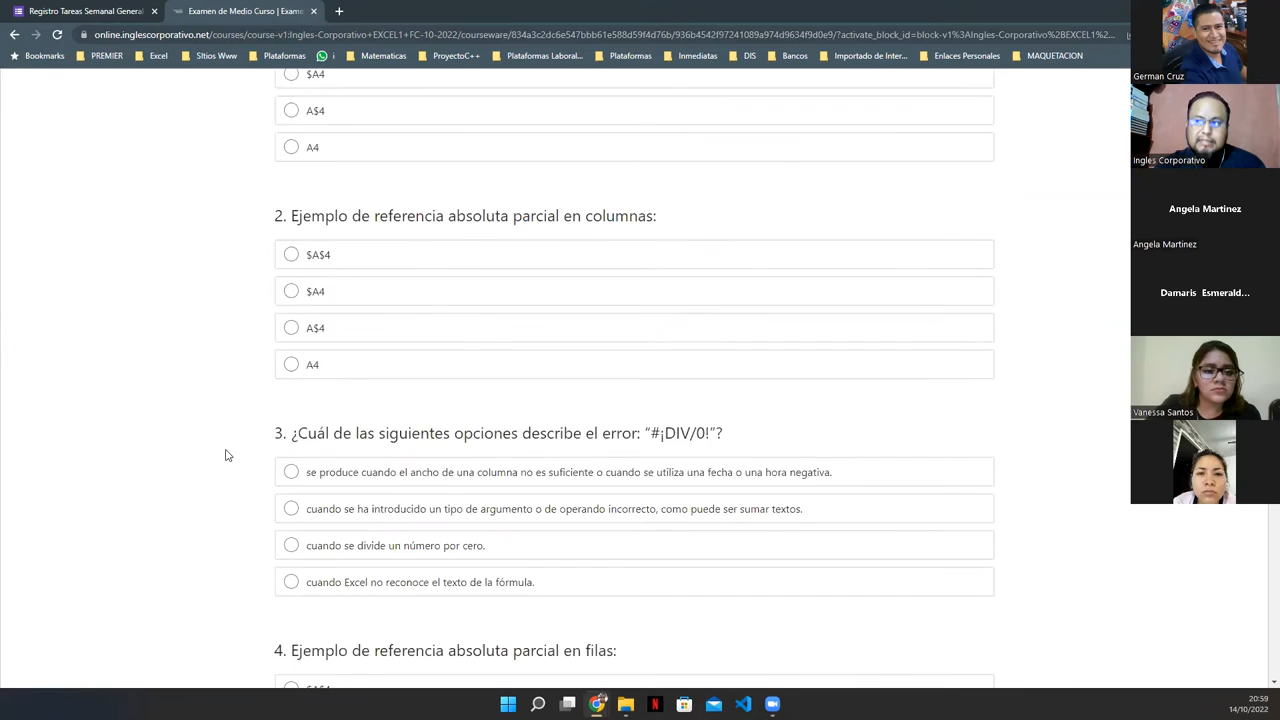 Registro Tareas Semanal General
Examen de Medio Curso | Exame
online.inglescorporativo.net/courses/course-v1:Ingles-Corporativo+EXCEL1+FC-10-2022/courseware/834a3c2dc6e547bbb61e588d59f4d76b/936b4542f97241089a974d9634f9d0e9/?activate_block_id=block-v1%3AIngles-Corporativo%2BEXCEL1%2...
Bookmarks PREMIER Excel Sitios Www Plataformas i Matematicas ProyectoC++ Plataformas Laboral... Plataformas Inmediatas DIS Bancos Importado de Inter... Enlaces Personales MAQUETACION
$A4
A$4
A4
2. Ejemplo de referencia absoluta parcial en columnas:
$A$4
$A4
A$4
A4
3. ¿Cuál de las siguientes opciones describe el error: “#¡DIV/0!”?
se produce cuando el ancho de una columna no es suficiente o cuando se utiliza una fecha o una hora negativa.
cuando se ha introducido un tipo de argumento o de operando incorrecto, como puede ser sumar textos.
cuando se divide un número por cero.
cuando Excel no reconoce el texto de la fórmula.
4. Ejemplo de referencia absoluta parcial en filas:
$A$4
German Cruz
Ingles Corporativo
Angela Martinez
Angela Martinez
Damaris Esmerald...
Vanessa Santos
20:59
14/10/2022